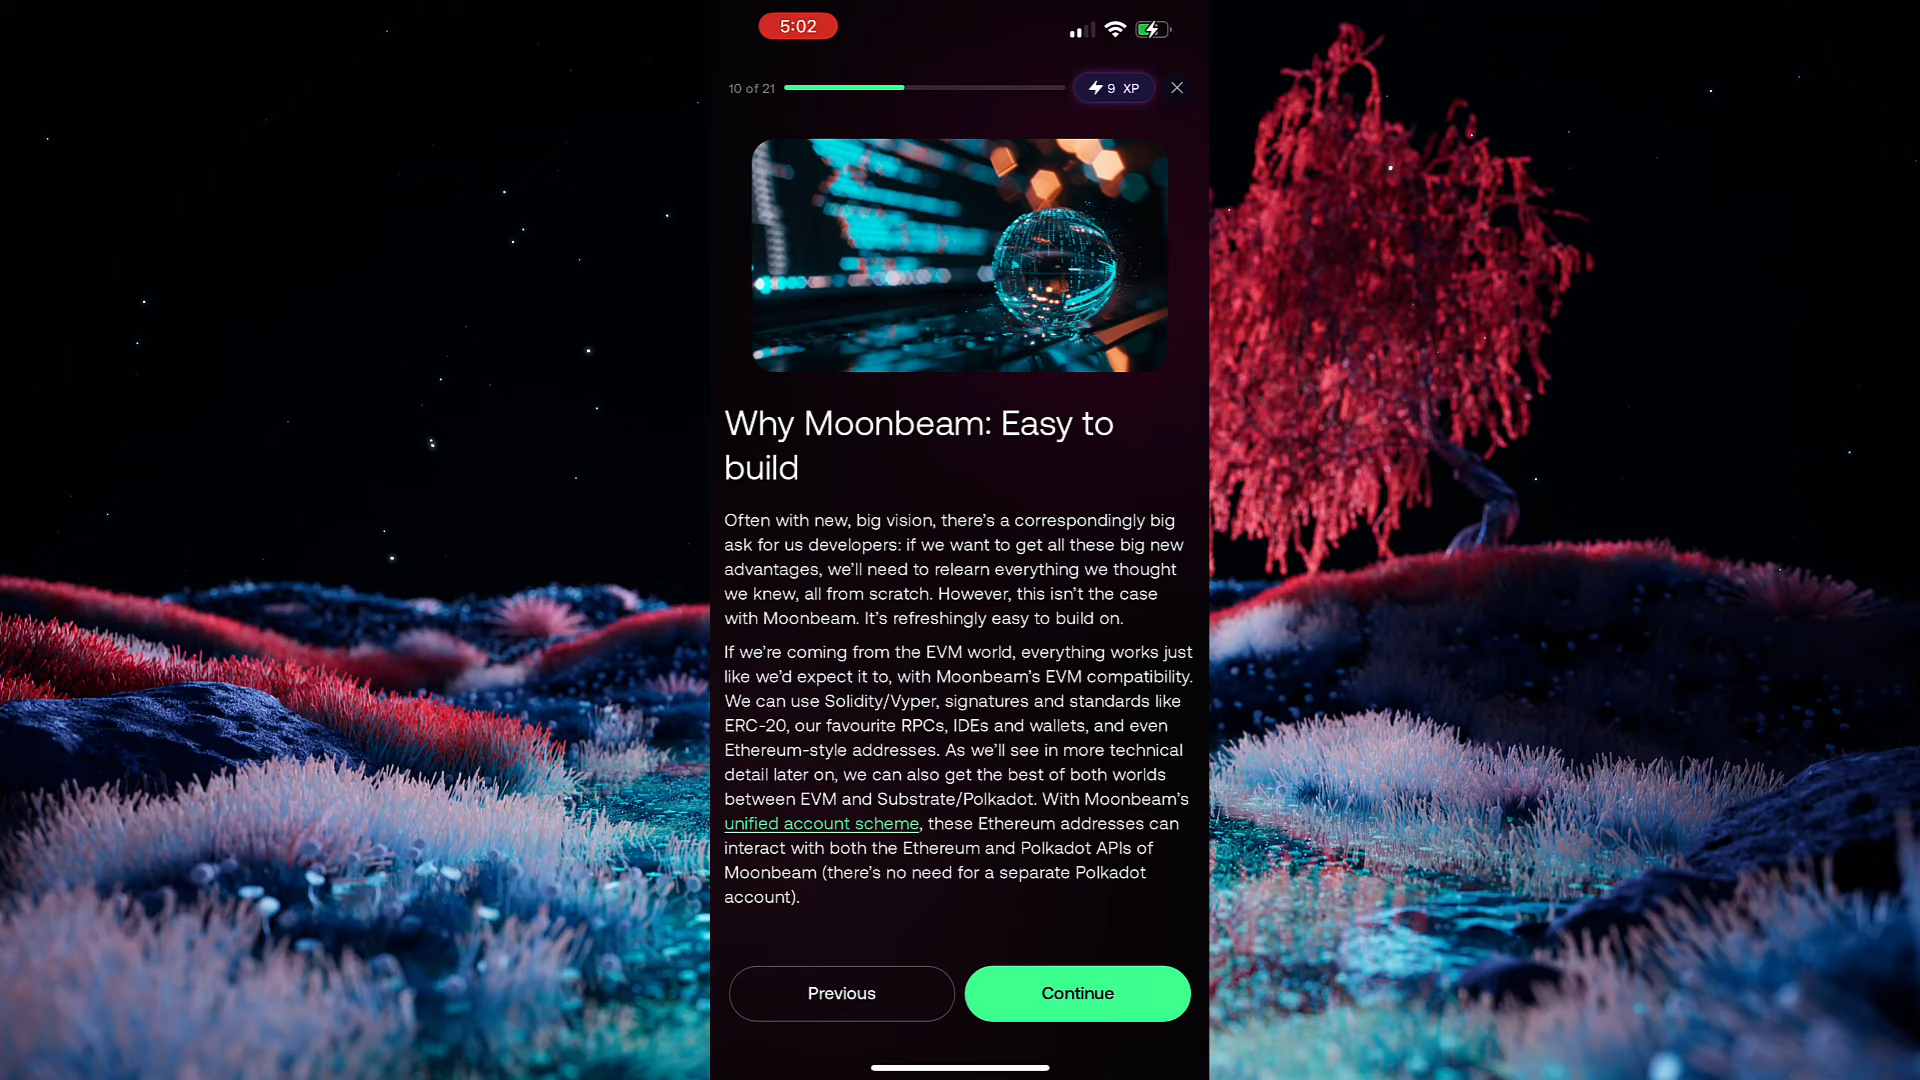 5:02
10 of 21
9 XP
Why Moonbeam: Easy to
build
Often with new, big vision, there’s a correspondingly big
ask for us developers: if we want to get all these big new
advantages, we’ll need to relearn everything we thought
we knew, all from scratch. However, this isn’t the case
with Moonbeam. It’s refreshingly easy to build on.
If we’re coming from the EVM world, everything works just
like we’d expect it to, with Moonbeam’s EVM compatibility.
We can use Solidity/Vyper, signatures and standards like
ERC-20, our favourite RPCs, IDEs and wallets, and even
Ethereum-style addresses. As we’ll see in more technical
detail later on, we can also get the best of both worlds
between EVM and Substrate/Polkadot. With Moonbeam’s
unified account scheme, these Ethereum addresses can
interact with both the Ethereum and Polkadot APIs of
Moonbeam (there’s no need for a separate Polkadot
account).
Previous
Continue